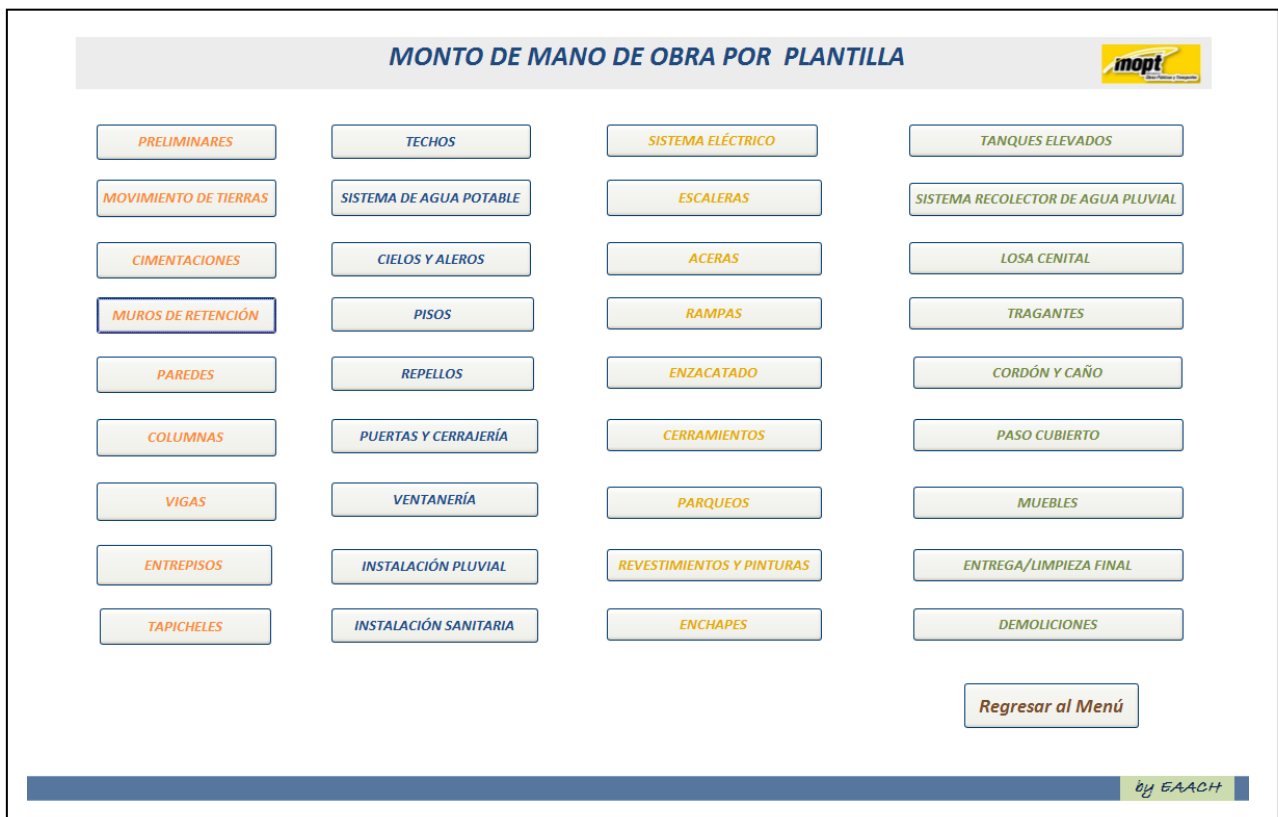 MONTO DE MANO DE OBRA POR PLANTILLA
mopt
PRELIMINARES
TECHOS
SISTEMA ELÉCTRICO
TANQUES ELEVADOS
MOVIMIENTO DE TIERRAS
SISTEMA DE AGUA POTABLE
ESCALERAS
SISTEMA RECOLECTOR DE AGUA PLUVIAL
CIMENTACIONES
CIELOS Y ALEROS
ACERAS
LOSA CENITAL
MUROS DE RETENCIÓN
PISOS
RAMPAS
TRAGANTES
PAREDES
REPELLOS
ENZACATADO
CORDÓN Y CAÑO
COLUMNAS
PUERTAS Y CERRAJERÍA
CERRAMIENTOS
PASO CUBIERTO
VIGAS
VENTANERÍA
PARQUEOS
MUEBLES
ENTREPISOS
INSTALACIÓN PLUVIAL
REVESTIMIENTOS Y PINTURAS
ENTREGA/LIMPIEZA FINAL
TAPICHELES
INSTALACIÓN SANITARIA
ENCHAPES
DEMOLICIONES
Regresar al Menú
by EAACH